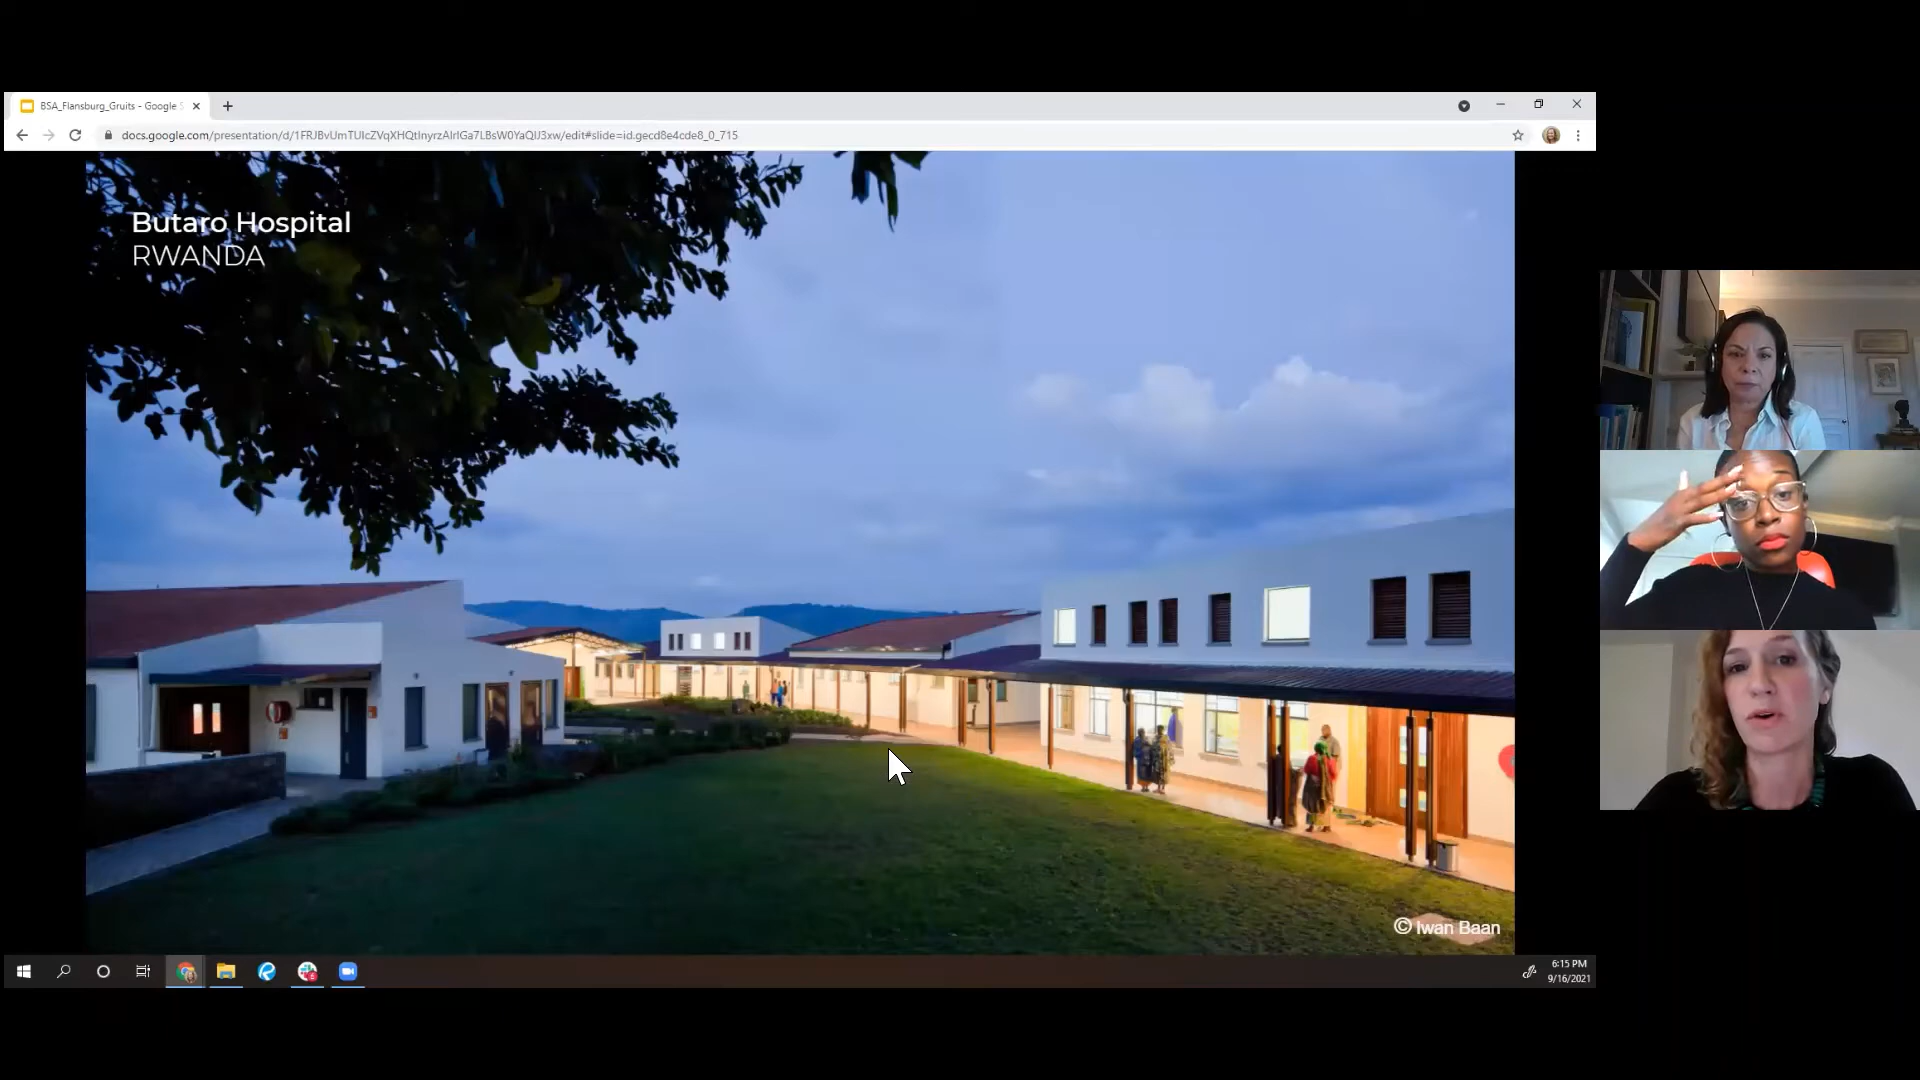 BSA_Flansburg_Gruits - Google S
docs.google.com/presentation/d/1FRJBvUmTUIcZVqXHQtInyrzAlrlGa7LBsW0YaQIJ3xw/edit#slide=id.gecd8e4cde8_0_715
Butaro Hospital
RWANDA
© Iwan Baan
6:15 PM
9/16/2021